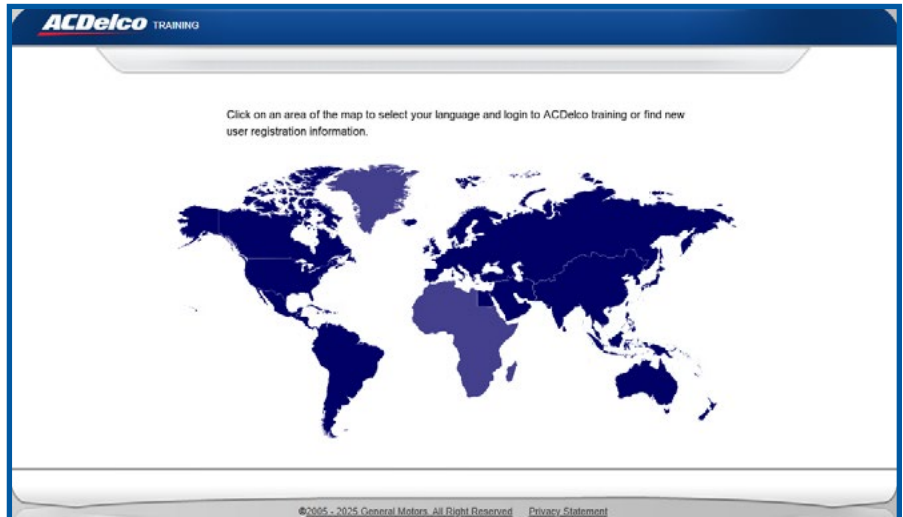 ACDelco TRAINING
Click on an area of the map to select your language and login to ACDelco training or find new
user registration information.
©2005 - 2025 General Motors. All Right Reserved Privacy Statement